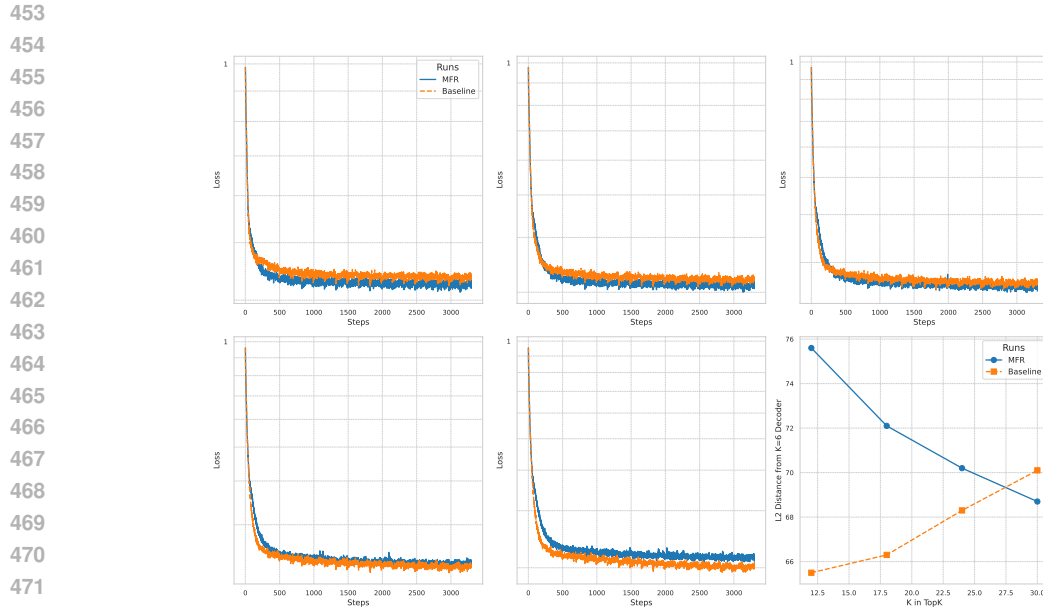 453
454
455
456
457
458
459
460
461
462
463
464
465
466
467
468
469
470
471
1
Loss
Runs
MFR
Baseline
0 500 1000 1500 2000 2500 3000
Steps
1
Loss
0 500 1000 1500 2000 2500 3000
Steps
1
Loss
0 500 1000 1500 2000 2500 3000
Steps
1
Loss
0 500 1000 1500 2000 2500 3000
Steps
1
Loss
0 500 1000 1500 2000 2500 3000
Steps
76
74
72
70
68
66
L2 Distance from K=6 Decoder
Runs
MFR
Baseline
12.5 15.0 17.5 20.0 22.5 25.0 27.5 30.0
K in TopK